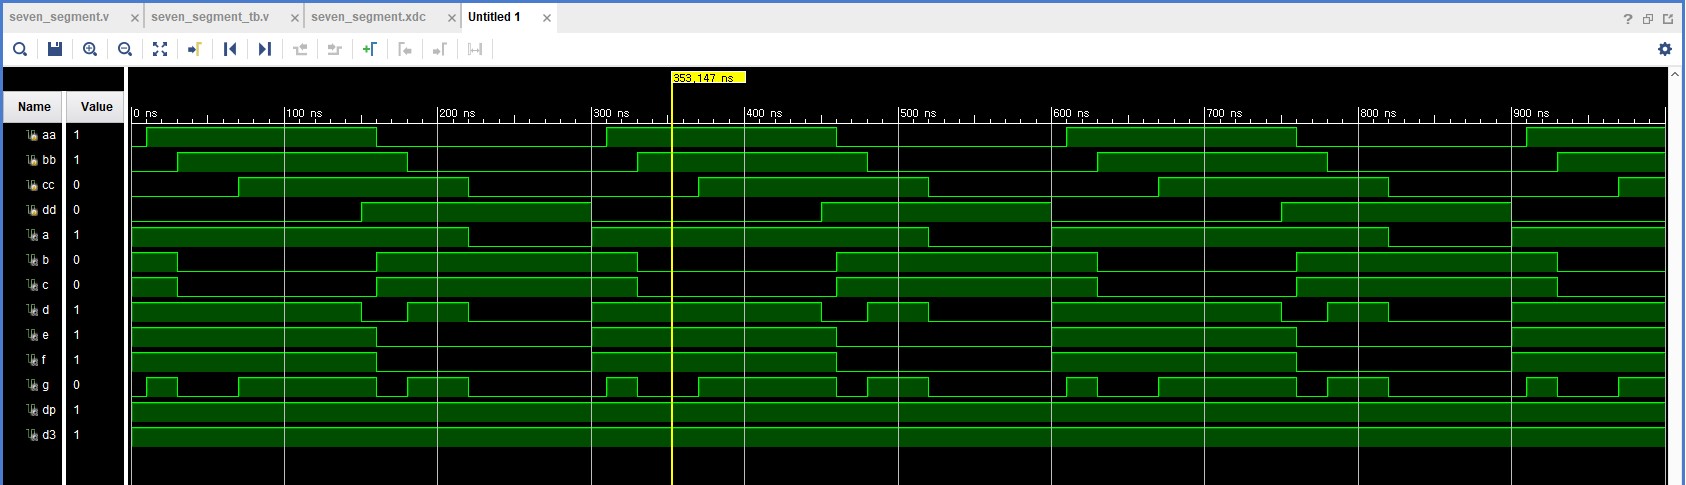 seven_segment.v × seven_segment_tb.v × seven_segment.xdc × Untitled 1 ×
?
353,147 ns
Name Value
0 ns 100 ns 200 ns 300 ns 400 ns 500 ns 600 ns 700 ns 800 ns 900 ns
aa 1
bb 1
cc 0
dd 0
a 1
b 0
c 0
d 1
e 1
f 1
g 0
dp 1
d3 1